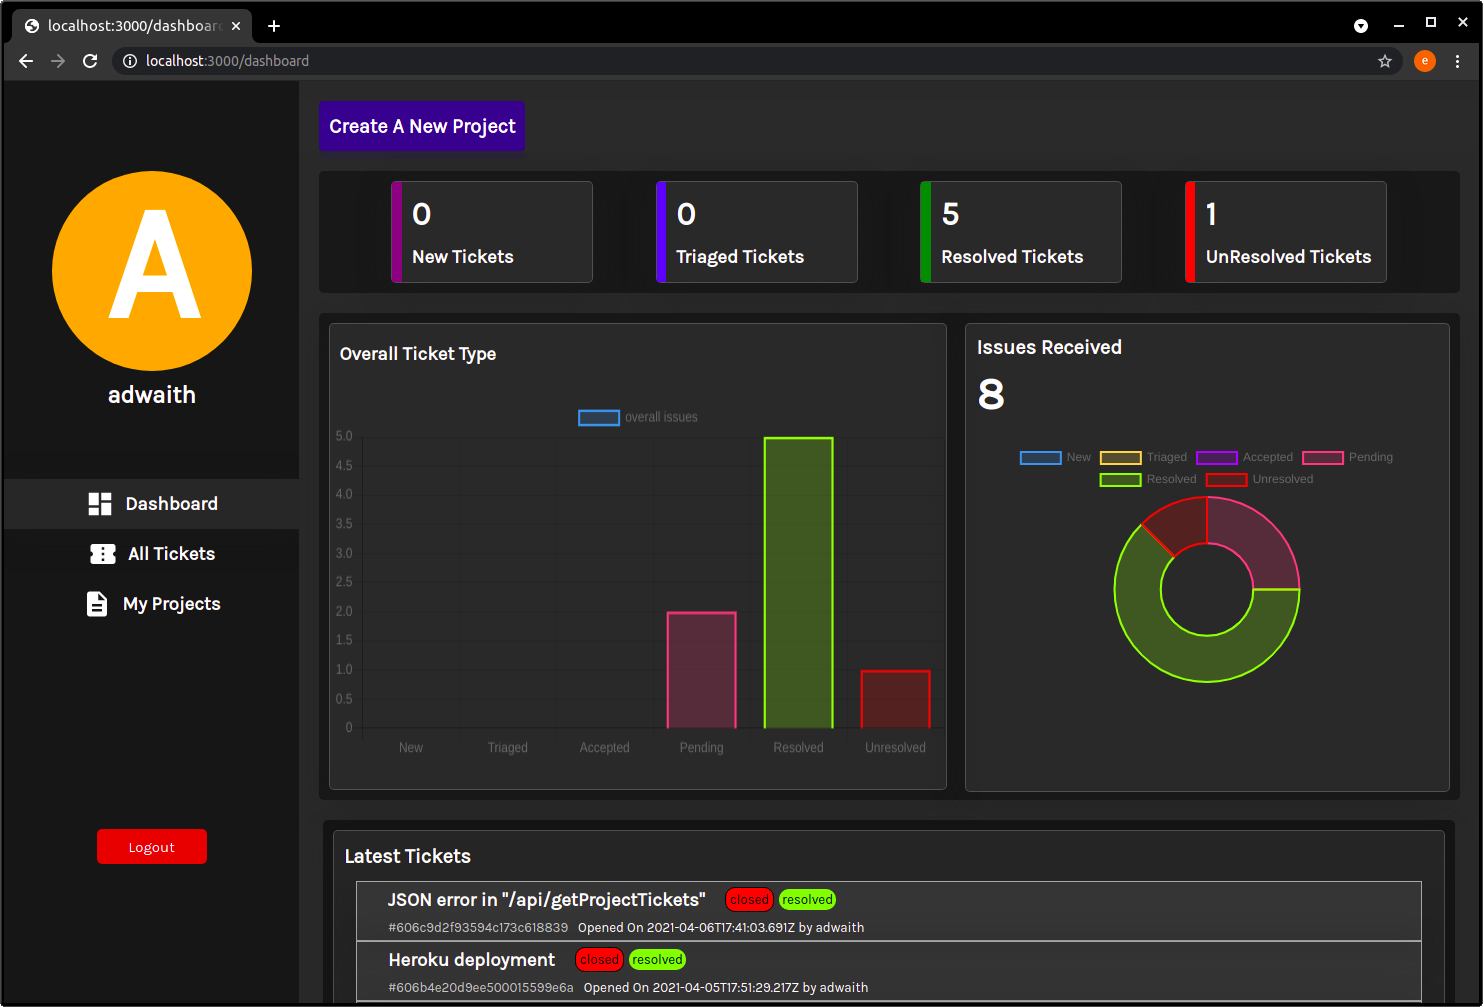 localhost:3000/dashboar
localhost:3000/dashboard
e
Create A New Project
A
adwaith
Dashboard
All Tickets
My Projects
Logout
0
New Tickets
0
Triaged Tickets
5
Resolved Tickets
1
UnResolved Tickets
Overall Ticket Type
overall issues
5.0
4.5
4.0
3.5
3.0
2.5
2.0
1.5
1.0
0.5
0
New Triaged Accepted Pending Resolved Unresolved
Issues Received
8
New Triaged Accepted Pending
Resolved Unresolved
Latest Tickets
JSON error in "/api/getProjectTickets" closed resolved
#606c9d2f93594c173c618839 Opened On 2021-04-06T17:41:03.691Z by adwaith
Heroku deployment closed resolved
#606b4e20d9ee500015599e6a Opened On 2021-04-05T17:51:29.217Z by adwaith